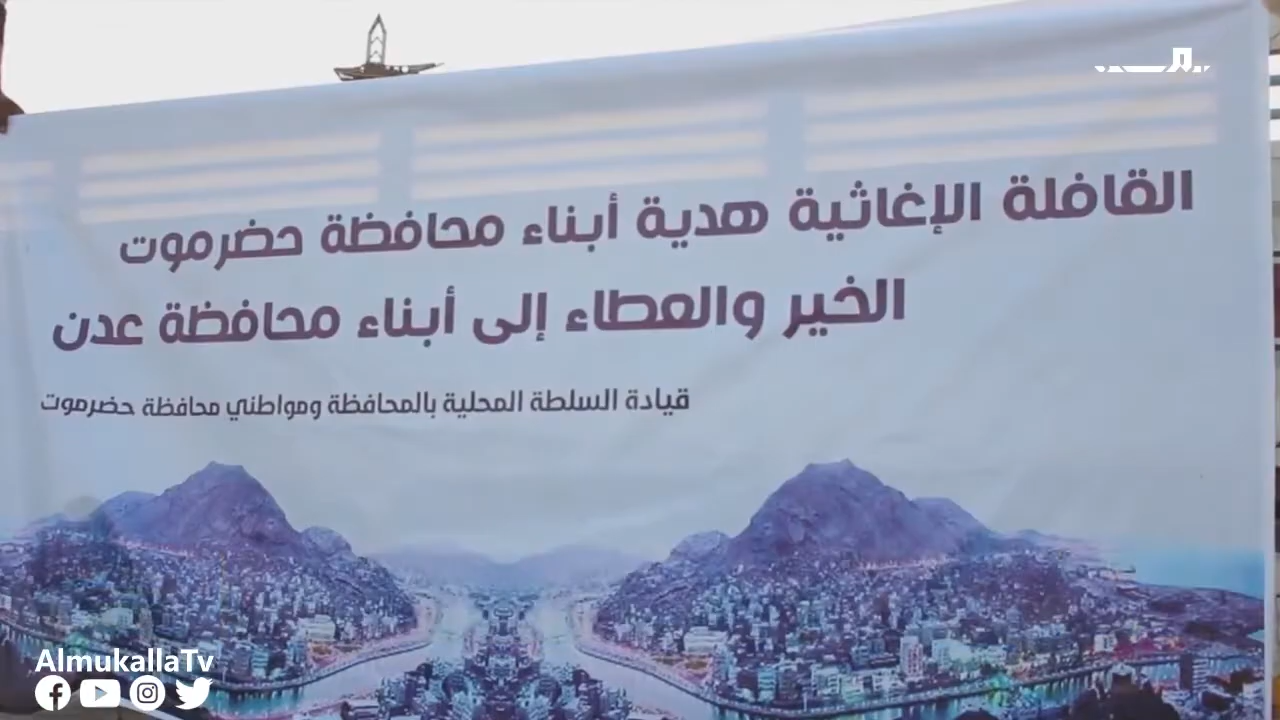 القافلة الإغاثية هدية أبناء محافظة حضرموت
الخير والعطاء إلى أبناء محافظة عدن
قيادة السلطة المحلية بالمحافظة ومواطني محافظة حضرموت
AlmukallaTv